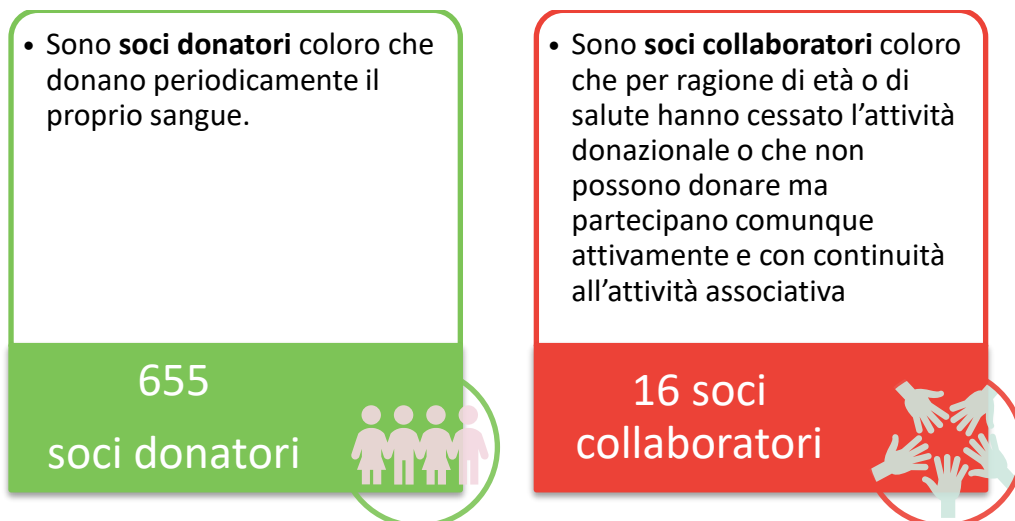 • Sono soci donatori coloro che
donano periodicamente il
proprio sangue.
655
soci donatori
• Sono soci collaboratori coloro
che per ragione di età o di
salute hanno cessato l’attività
donazionale o che non
possono donare ma
partecipano comunque
attivamente e con continuità
all’attività associativa
16 soci
collaboratori